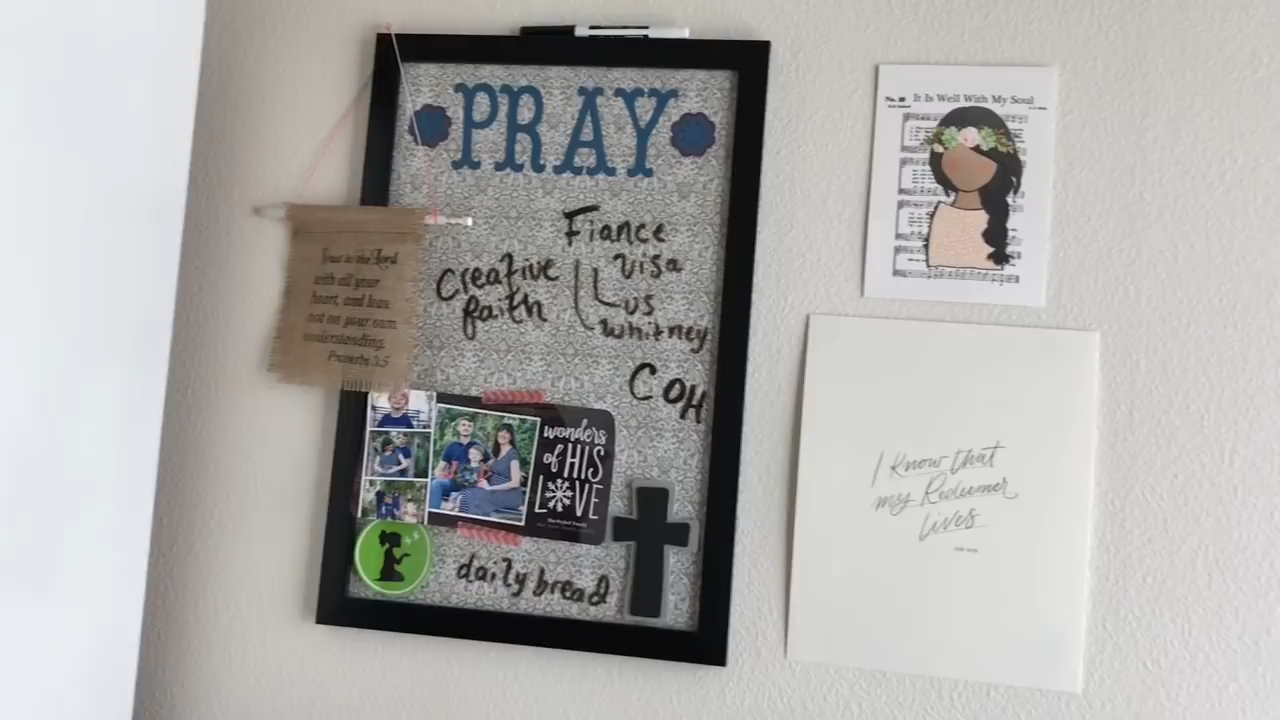 PRAY
Trust in the Lord
with all your
heart, and lean
not on your own
understanding.
Proverbs 3:5
Fiance
visa
us
whitney
Creative
faith
COH
wonders
of HIS
LOVE
daily bread
It Is Well With My Soul
I Know that
my Redeemer
Lives